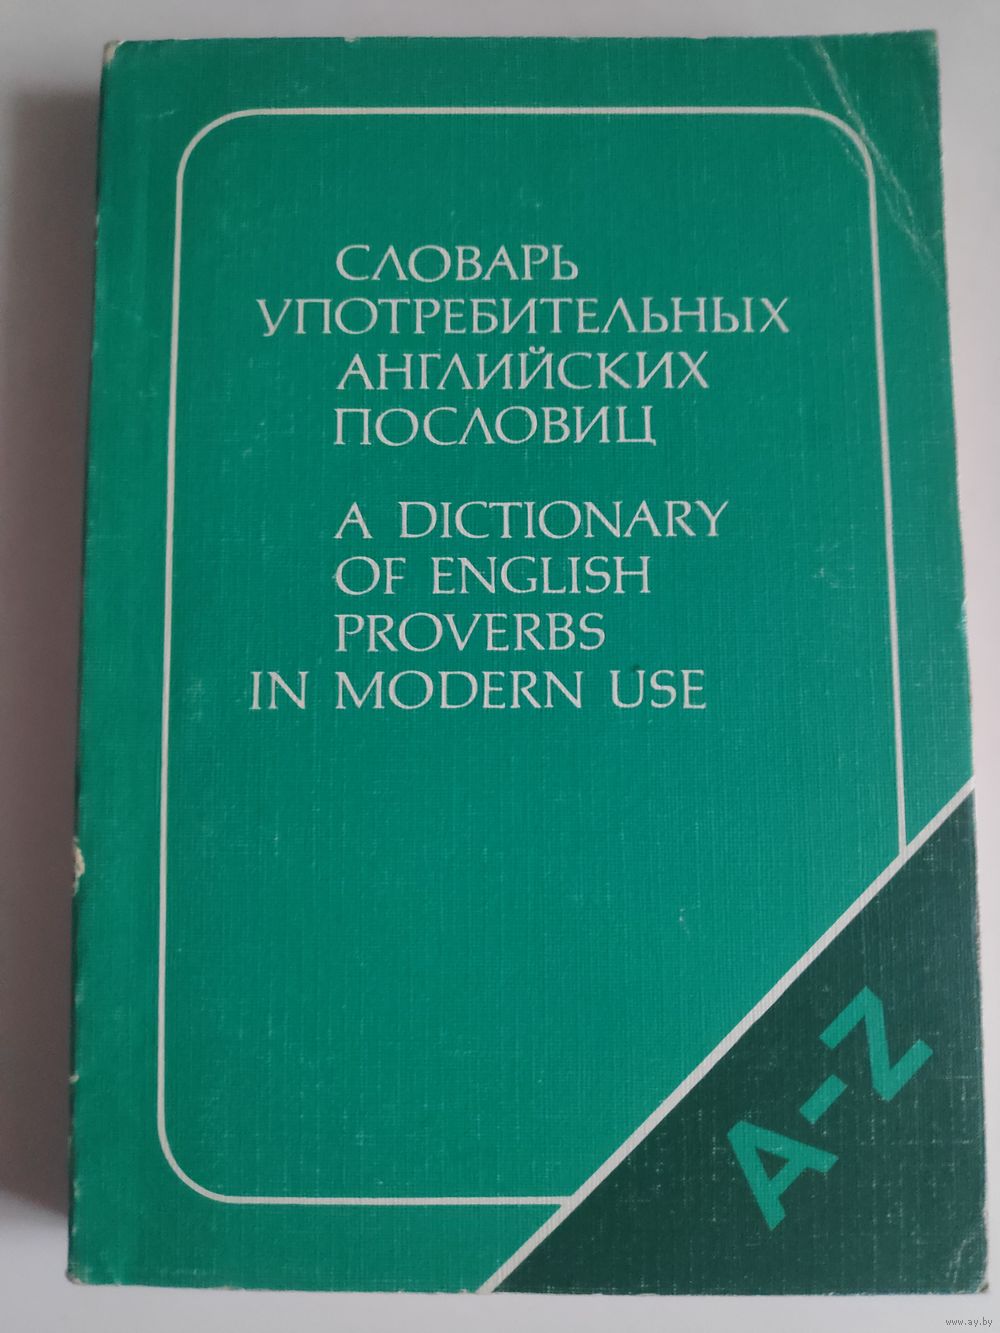 СЛОВАРЬ
УПОТРЕБИТЕЛЬНЫХ
АНГЛИЙСКИХ
ПОСЛОВИЦ
A DICTIONARY
OF ENGLISH
PROVERBS
IN MODERN USE
A-Z
www.ay.by